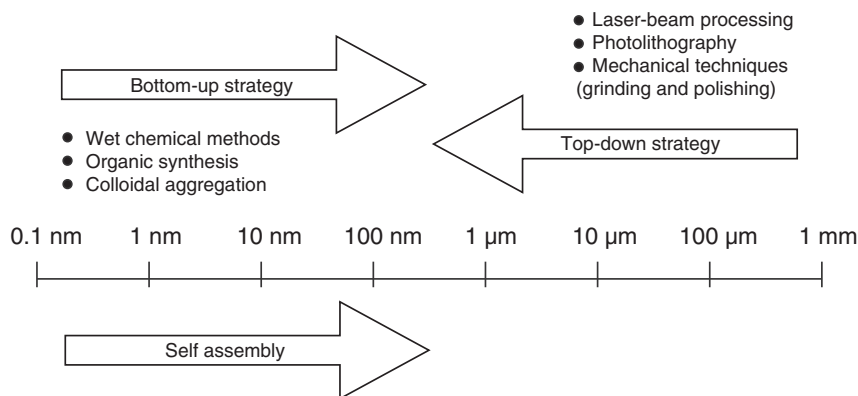 ● Laser-beam processing
● Photolithography
● Mechanical techniques
(grinding and polishing)
Bottom-up strategy
● Wet chemical methods
● Organic synthesis
● Colloidal aggregation
Top-down strategy
0.1 nm 1 nm 10 nm 100 nm 1 µm 10 µm 100 µm 1 mm
Self assembly